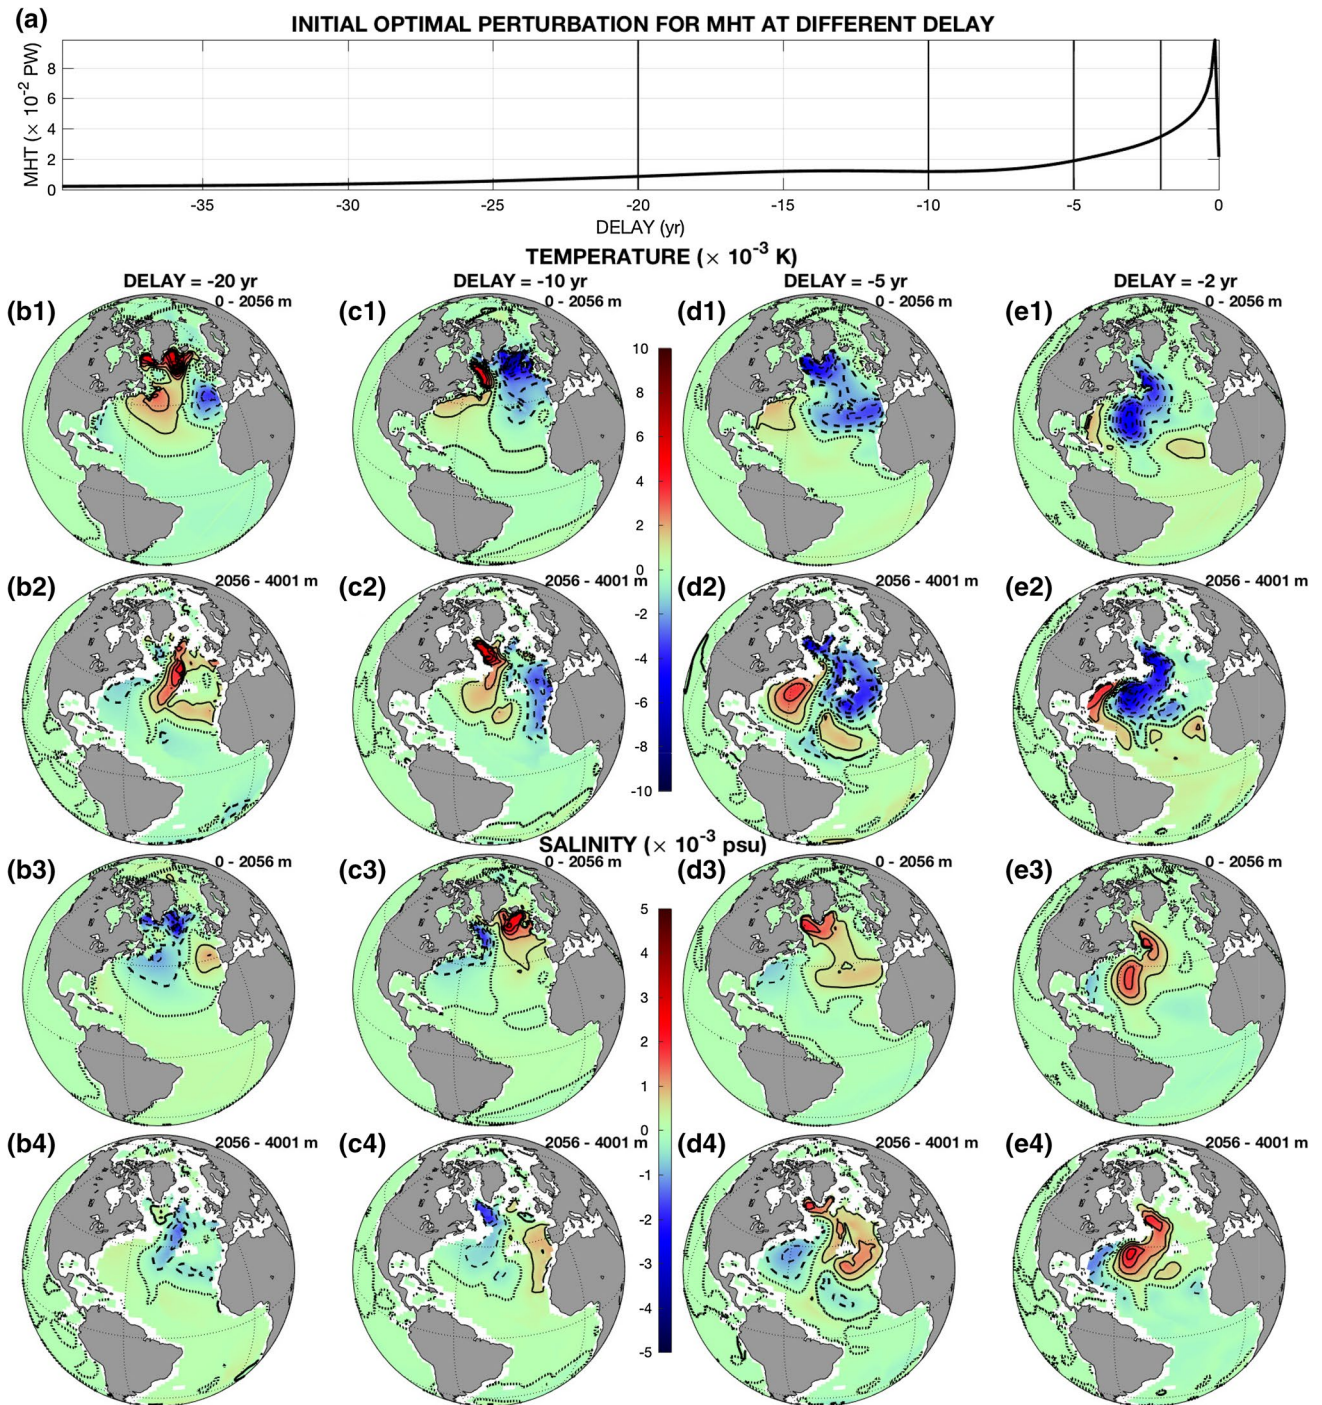 (a)
INITIAL OPTIMAL PERTURBATION FOR MHT AT DIFFERENT DELAY
MHT (× 10-2 PW)
8
6
4
2
0
-35 -30 -25 -20 -15 -10 -5 0
DELAY (yr)
TEMPERATURE (× 10-3 K)
DELAY = -20 yr DELAY = -10 yr DELAY = -5 yr DELAY = -2 yr
(b1) 0 - 2056 m (c1) 0 - 2056 m (d1) 0 - 2056 m (e1) 0 - 2056 m
10
8
6
4
2
0
-2
-4
-6
-8
-10
(b2) 2056 - 4001 m (c2) 2056 - 4001 m (d2) 2056 - 4001 m (e2) 2056 - 4001 m
SALINITY (× 10-3 psu)
(b3) 0 - 2056 m (c3) 0 - 2056 m (d3) 0 - 2056 m (e3) 0 - 2056 m
5
4
3
2
1
0
-1
-2
-3
-4
-5
(b4) 2056 - 4001 m (c4) 2056 - 4001 m (d4) 2056 - 4001 m (e4) 2056 - 4001 m